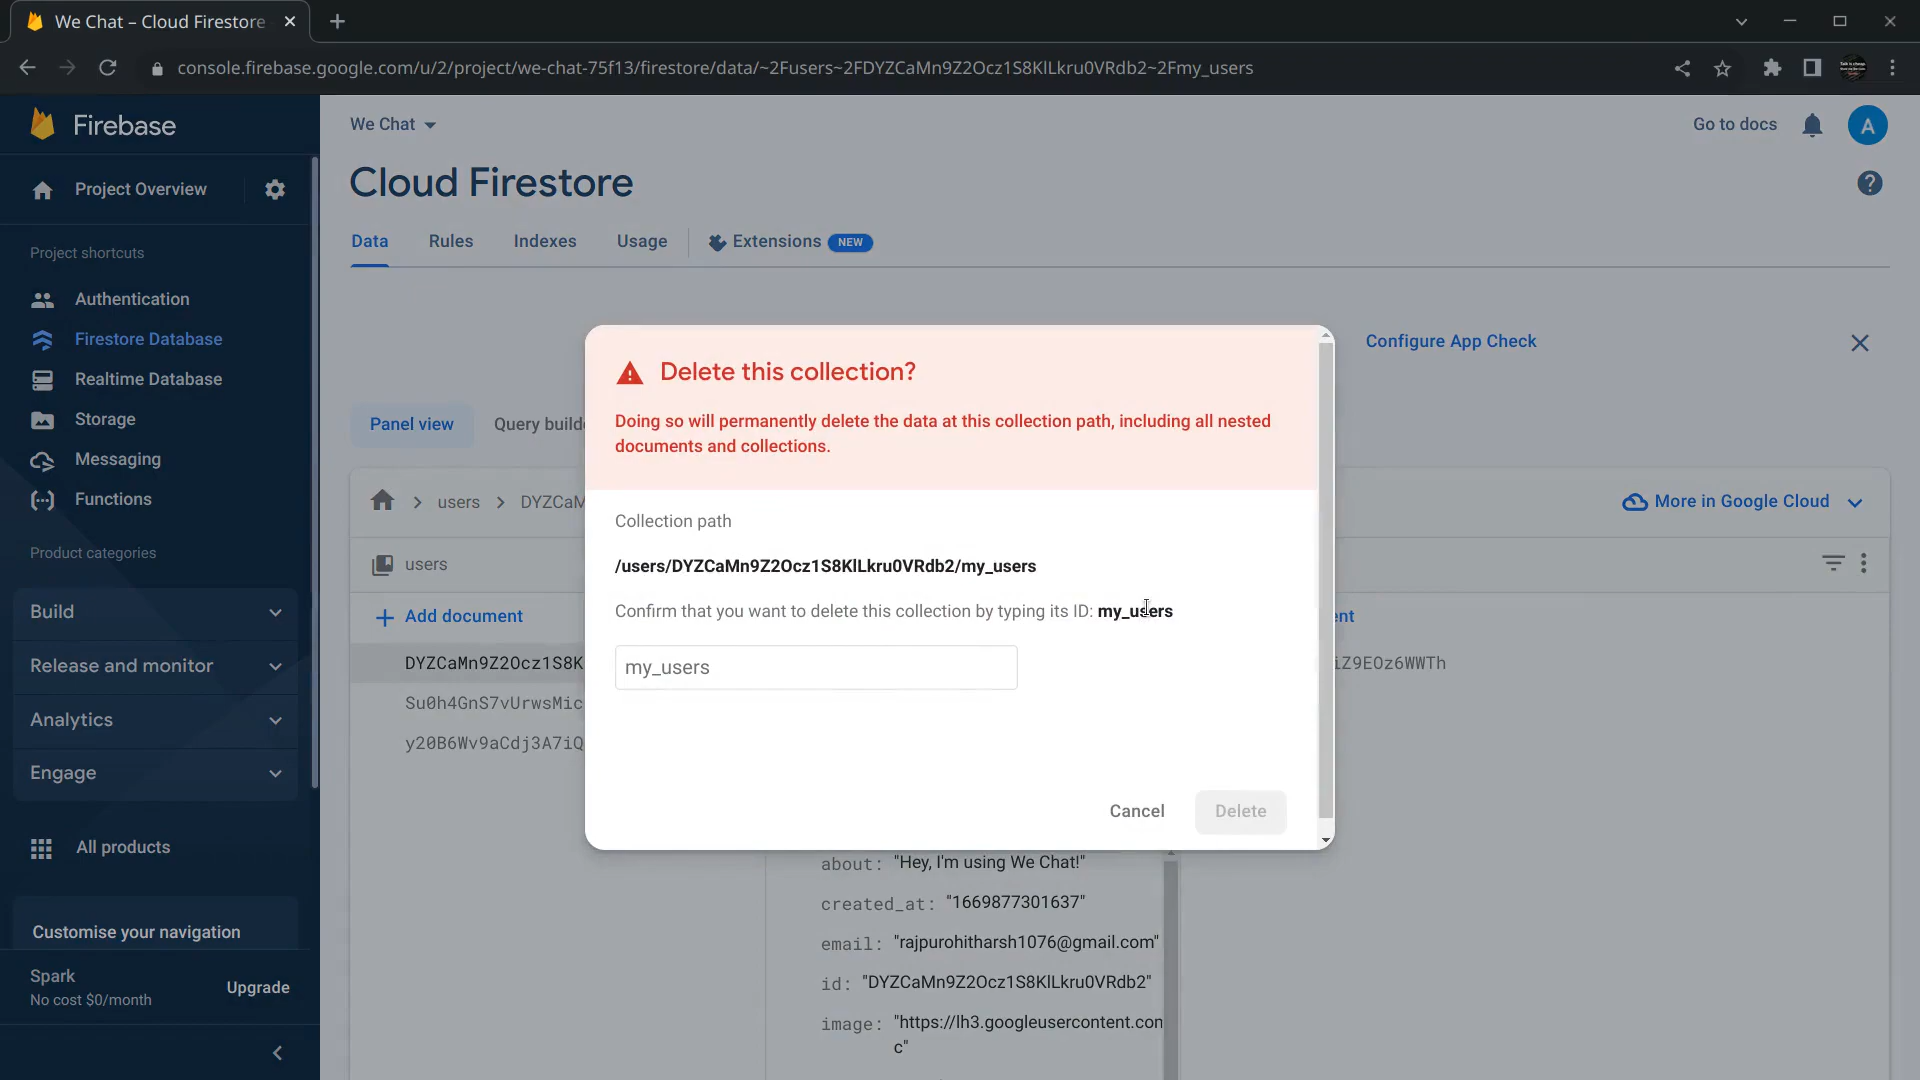 We Chat – Cloud Firestore
console.firebase.google.com/u/2/project/we-chat-75f13/firestore/data/~2Fusers~2FDYZCaMn9Z2Ocz1S8KlLkru0VRdb2~2Fmy_users
Firebase
We Chat
Go to docs
A
Project Overview
Cloud Firestore
Data Rules Indexes Usage Extensions NEW
Project shortcuts
Authentication
Firestore Database
Realtime Database
Storage
Messaging
Functions
Product categories
Build
Release and monitor
Analytics
Engage
All products
Customise your navigation
Spark
No cost $0/month
Upgrade
Configure App Check
Panel view Query builde
users DYZCaM
More in Google Cloud
users
Add document
DYZCaMn9Z2Ocz1S8K
Su0h4GnS7vUrwsMic
y20B6Wv9aCdj3A7iQ
ent
iZ9EOz6WWTh
Delete this collection?
Doing so will permanently delete the data at this collection path, including all nested
documents and collections.
Collection path
/users/DYZCaMn9Z2Ocz1S8KlLkru0VRdb2/my_users
Confirm that you want to delete this collection by typing its ID: my_users
my_users
Cancel Delete
about: "Hey, I'm using We Chat!"
created_at: "1669877301637"
email: "rajpurohitharsh1076@gmail.com"
id: "DYZCaMn9Z2Ocz1S8KlLkru0VRdb2"
image: "https://lh3.googleusercontent.con
c"